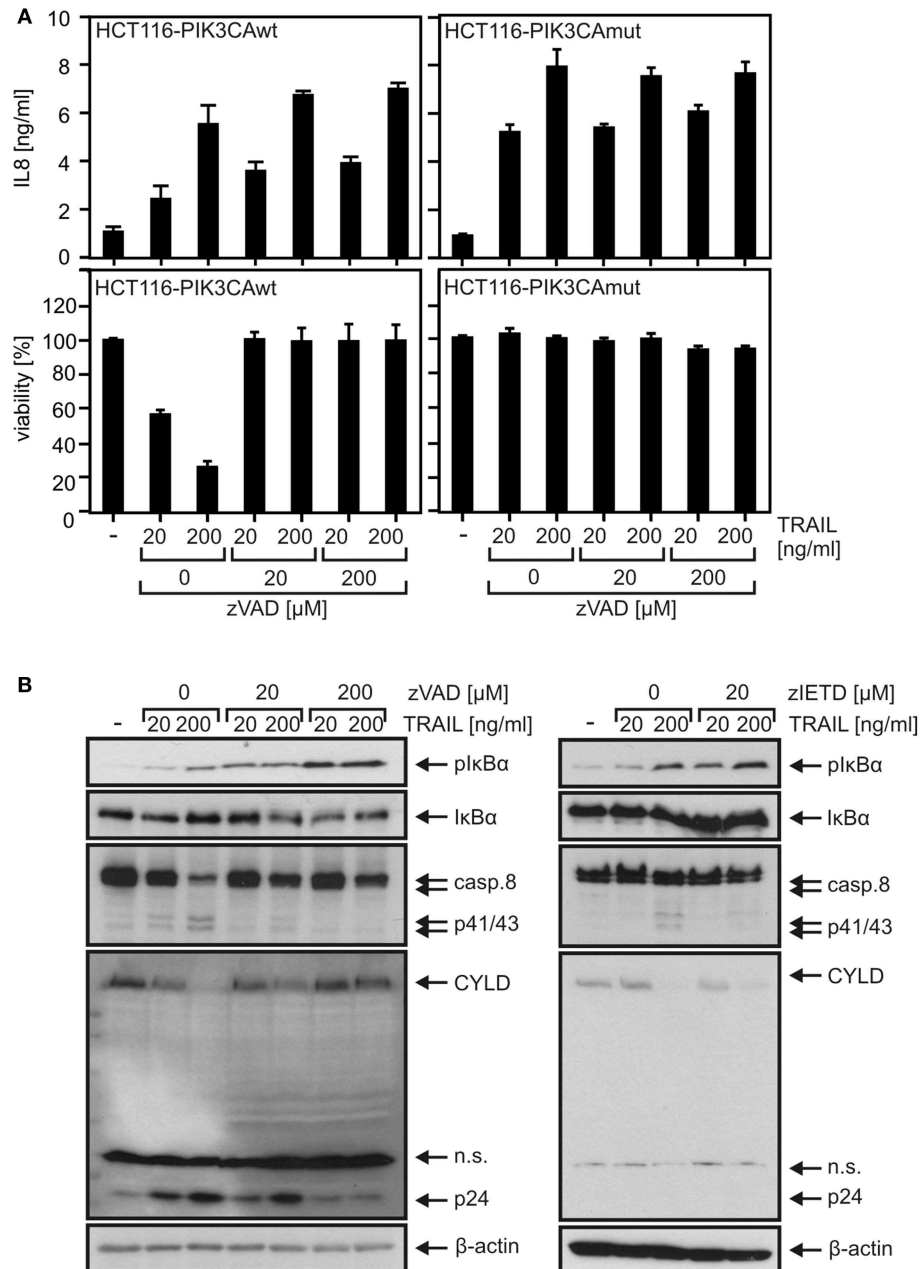 A
HCT116-PIK3CAwt
HCT116-PIK3CAmut
IL8 [ng/ml]
10
8
6
4
2
0
HCT116-PIK3CAwt
HCT116-PIK3CAmut
viability [%]
120
100
80
60
40
20
0
- 20 200 20 200 20 200
- 20 200 20 200 20 200
TRAIL
[ng/ml]
0 20 200
0 20 200
zVAD [µM]
zVAD [µM]
B
0 20 200 zVAD [µM]
- 20 200 20 200 20 200 TRAIL [ng/ml]
pIκBα
IκBα
casp.8
p41/43
CYLD
n.s.
p24
β-actin
0 20 zIETD [µM]
- 20 200 20 200 TRAIL [ng/ml]
pIκBα
IκBα
casp.8
p41/43
CYLD
n.s.
p24
β-actin